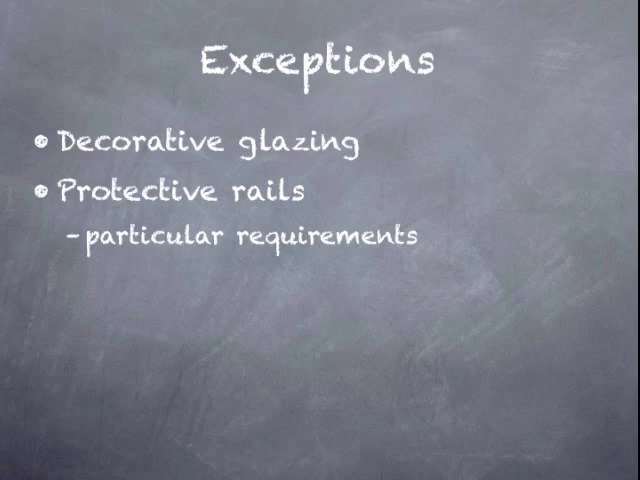 Exceptions
• Decorative glazing
• Protective rails
– particular requirements